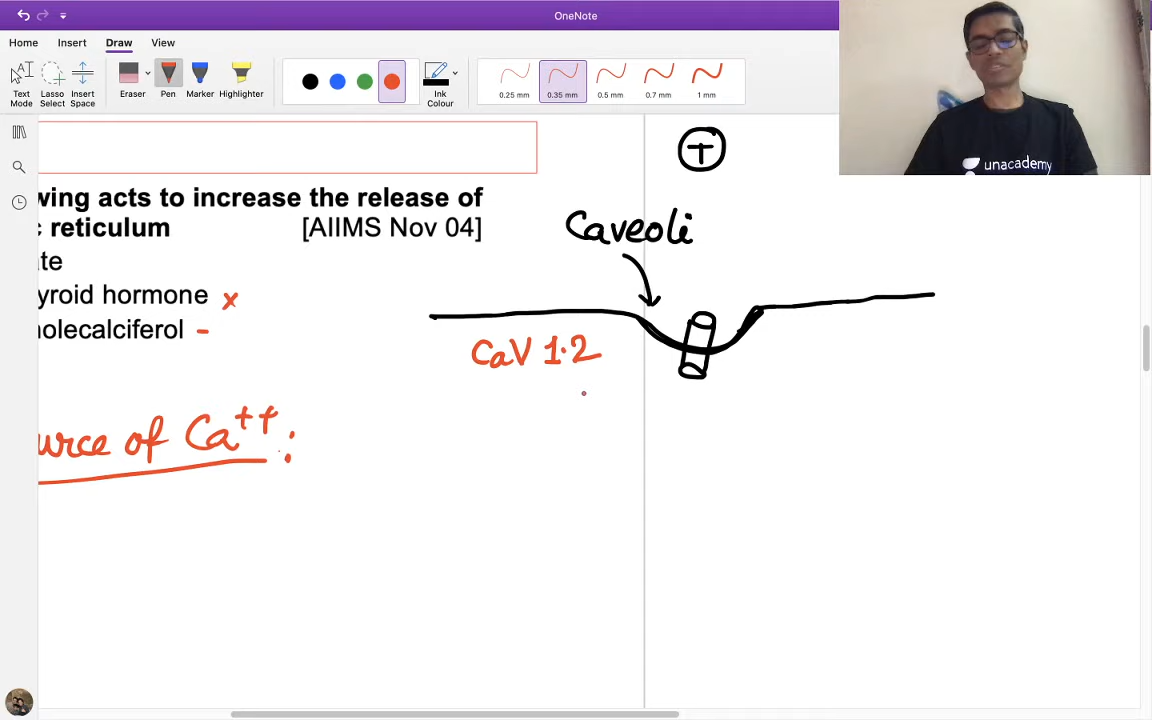 OneNote
Home Insert Draw View
Text Mode
Lasso Select
Insert Space
Eraser
Pen
Marker
Highlighter
Ink Colour
0.25 mm 0.35 mm 0.5 mm 0.7 mm 1 mm
unacademy
+
wing acts to increase the release of
c reticulum [AIIMS Nov 04]
ate
yroid hormone x
nolecalciferol -
Caveoli
CaV 1.2
urce of Ca++ :